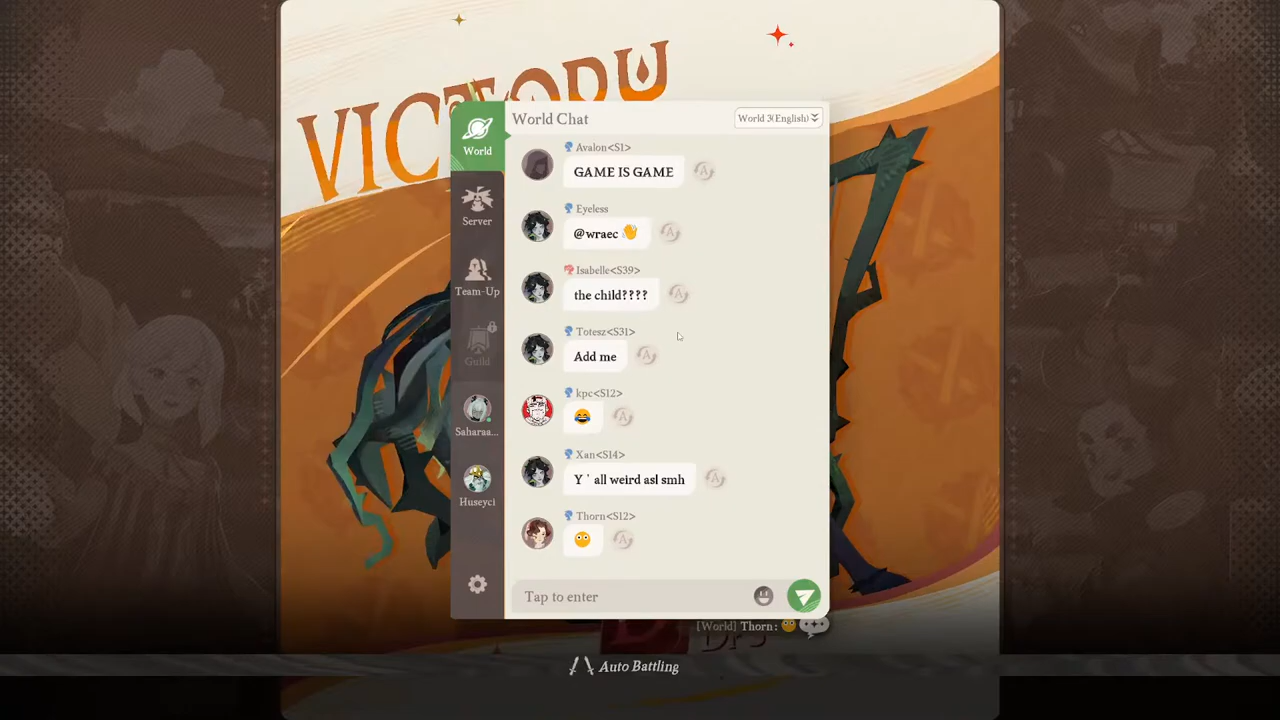 VICTORY
World
World Chat
World 3(English)
Avalon<S1>
GAME IS GAME
Eyeless
@wraec 👋
Server
Isabelle<S39>
the child????
Team-Up
Totesz<S31>
Add me
Guild
kpc<S12>
😂
Saharaa...
Xan<S14>
Y ' all weird asl smh
Huseyci
Thorn<S12>
😶
Tap to enter
[World] Thorn: 😶
DPS
Auto Battling